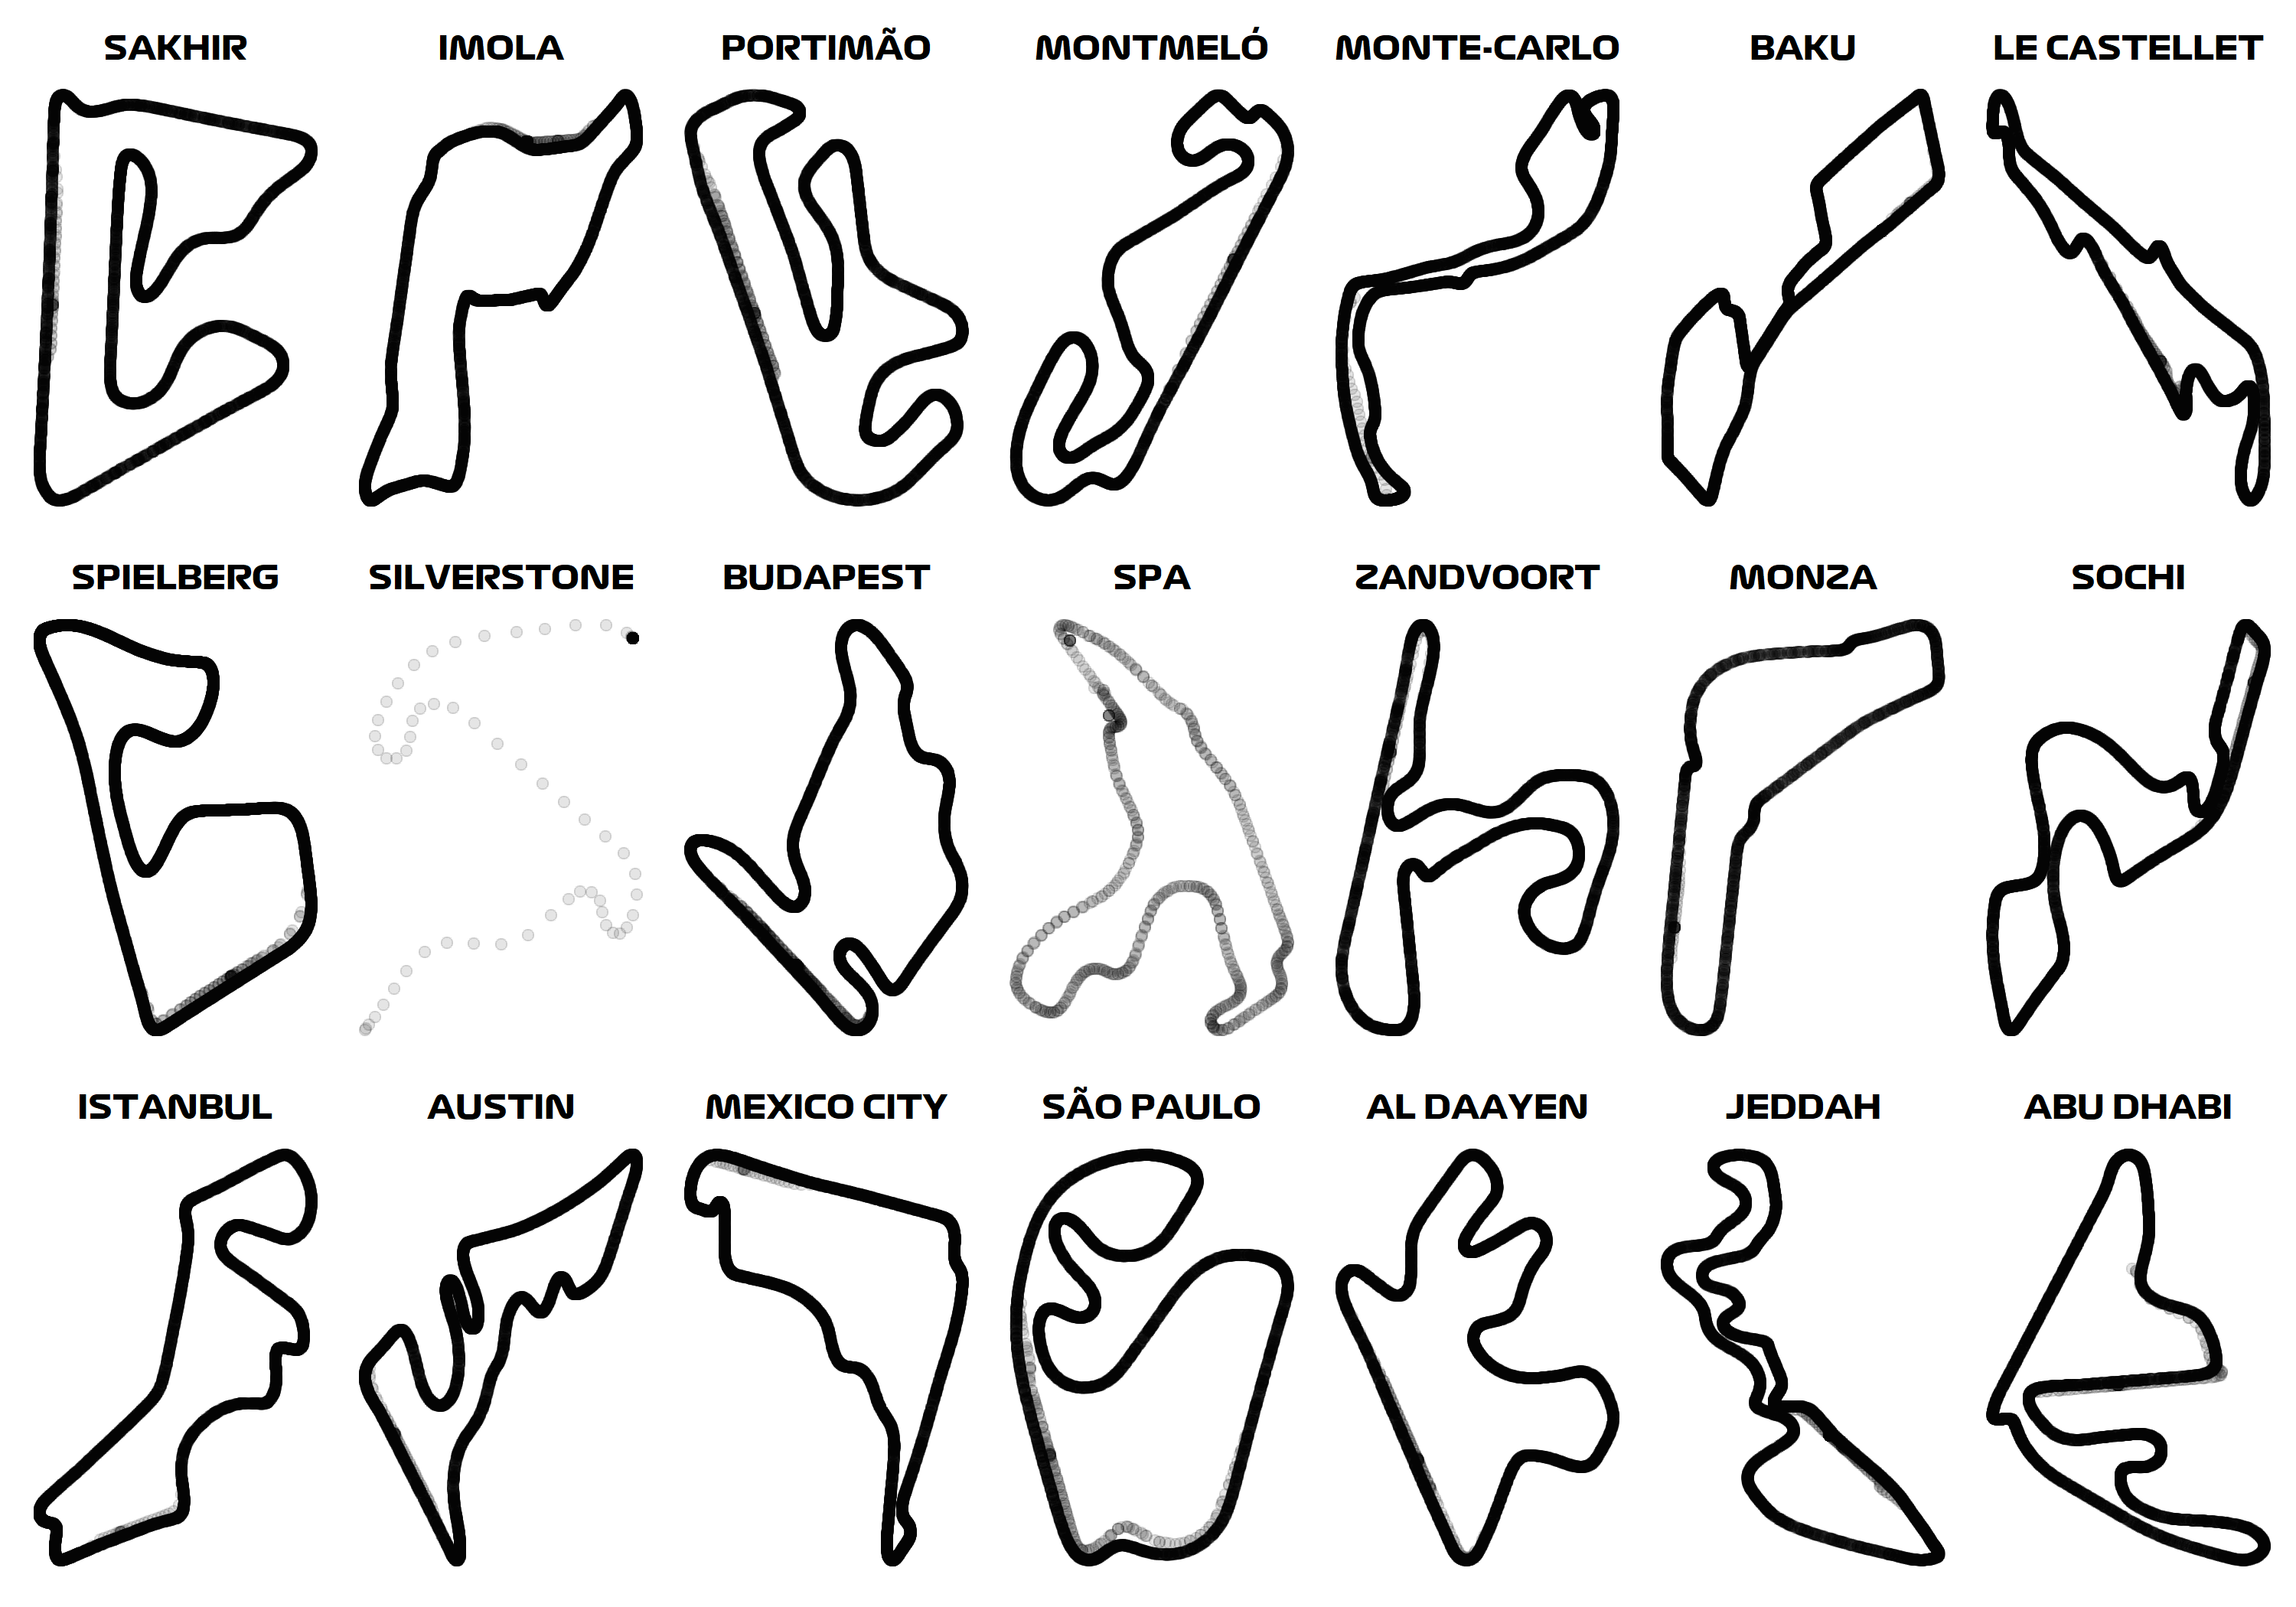 SAKHIR IMOLA PORTIMÃO MONTMELÓ MONTE-CARLO BAKU LE CASTELLET
SPIELBERG SILVERSTONE BUDAPEST SPA ZANDVOORT MONZA SOCHI
ISTANBUL AUSTIN MEXICO CITY SÃO PAULO AL DAAYEN JEDDAH ABU DHABI